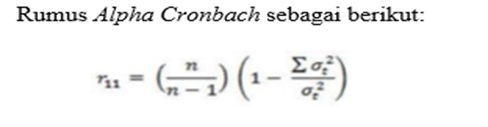 Rumus Alpha Cronbach sebagai berikut:
r₁₁ = (n / (n − 1)) (1 − Σσₜ² / σₜ²)